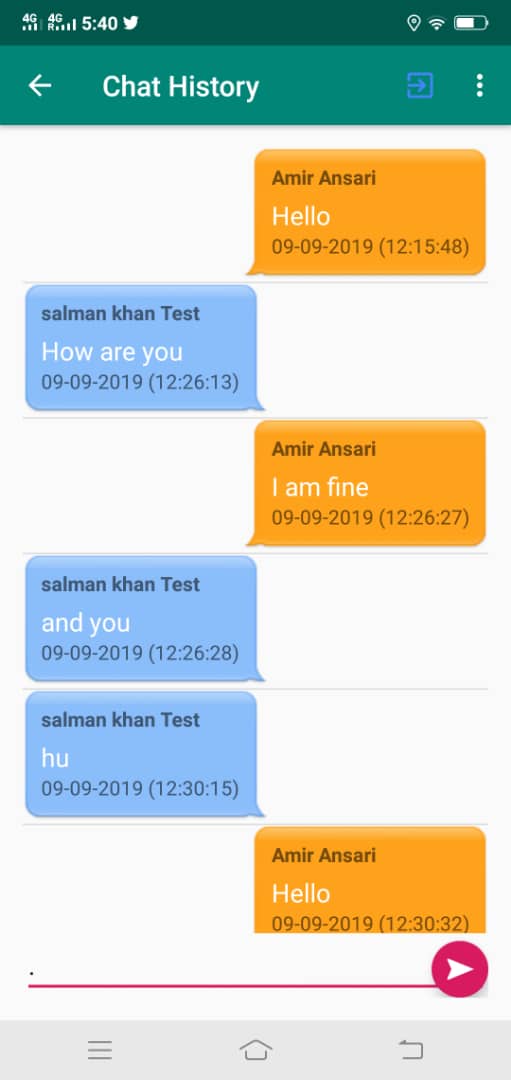 4G 4G R 5:40
Chat History
Amir Ansari
Hello
09-09-2019 (12:15:48)
salman khan Test
How are you
09-09-2019 (12:26:13)
Amir Ansari
I am fine
09-09-2019 (12:26:27)
salman khan Test
and you
09-09-2019 (12:26:28)
salman khan Test
hu
09-09-2019 (12:30:15)
Amir Ansari
Hello
09-09-2019 (12:30:32)
.